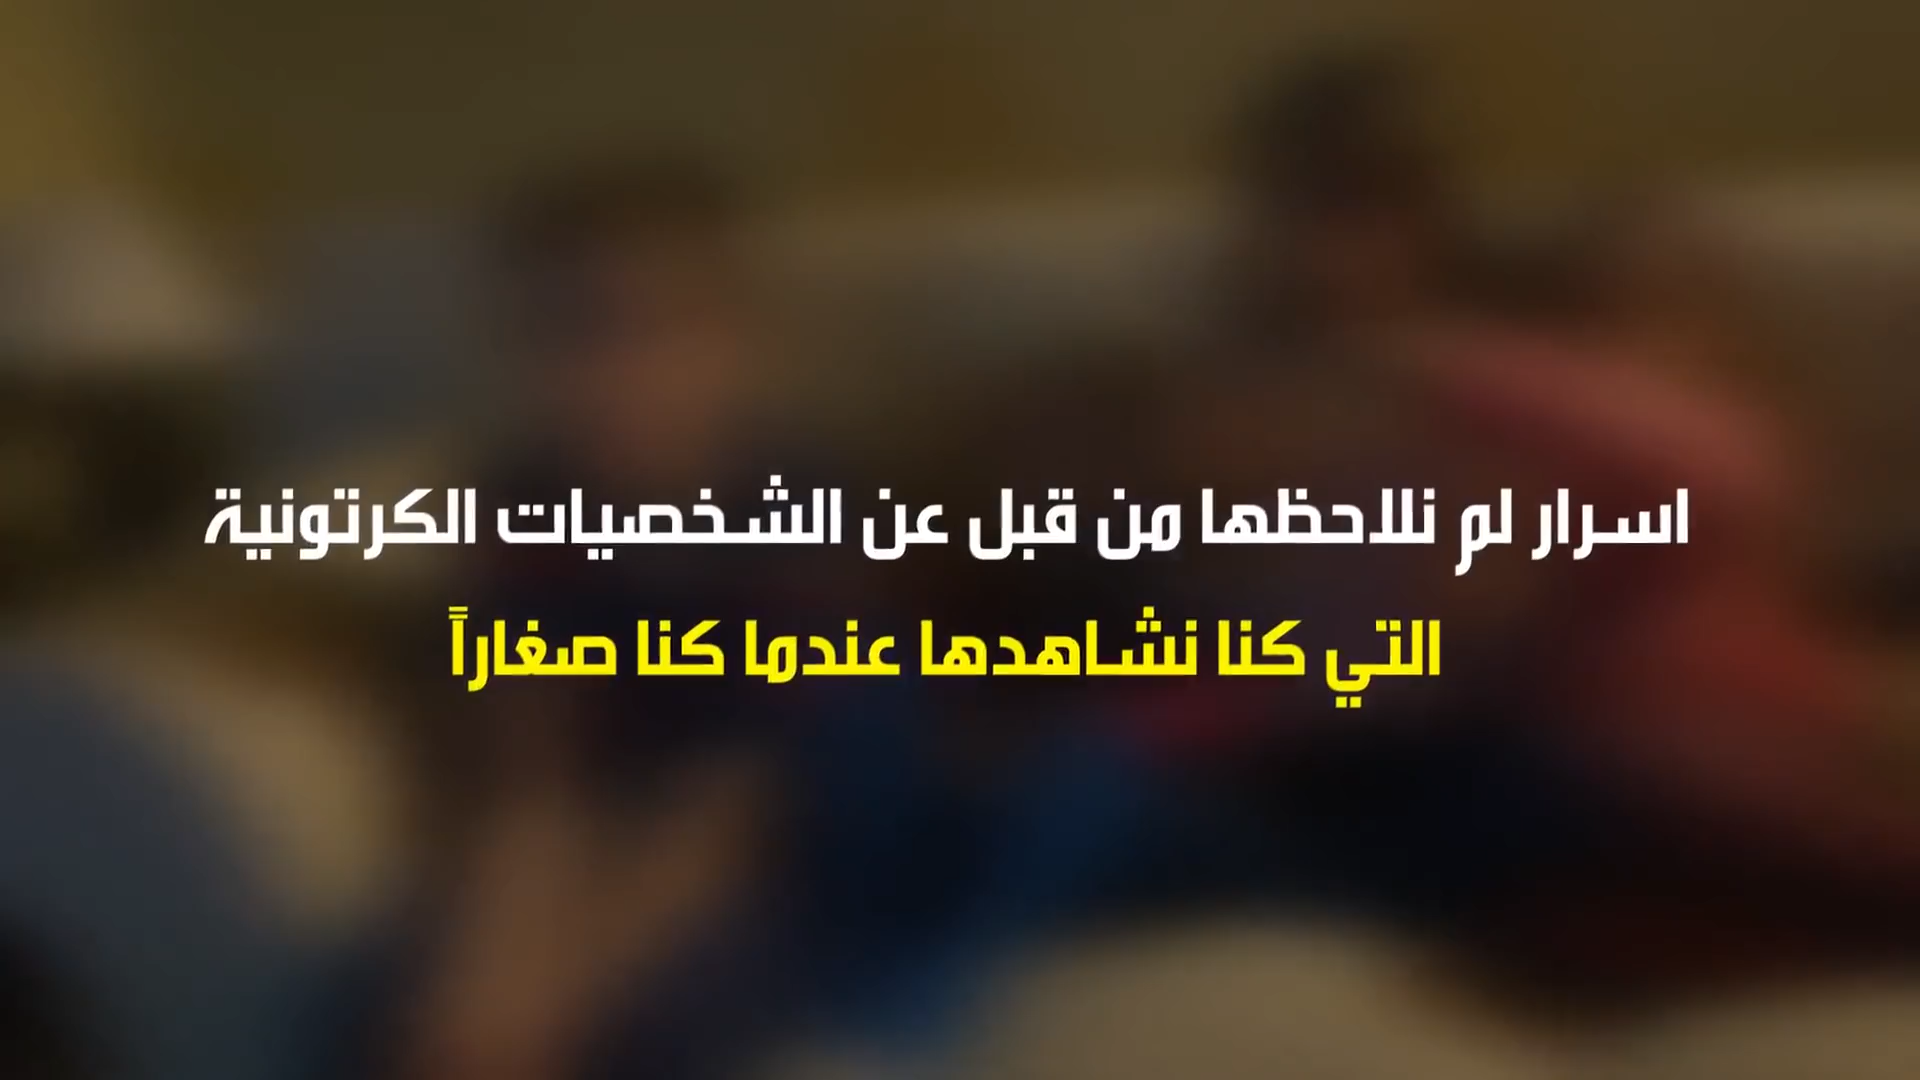 اسرار لم نلاحظها من قبل عن الشخصيات الكرتونية
التي كنا نشاهدها عندما كنا صغاراً